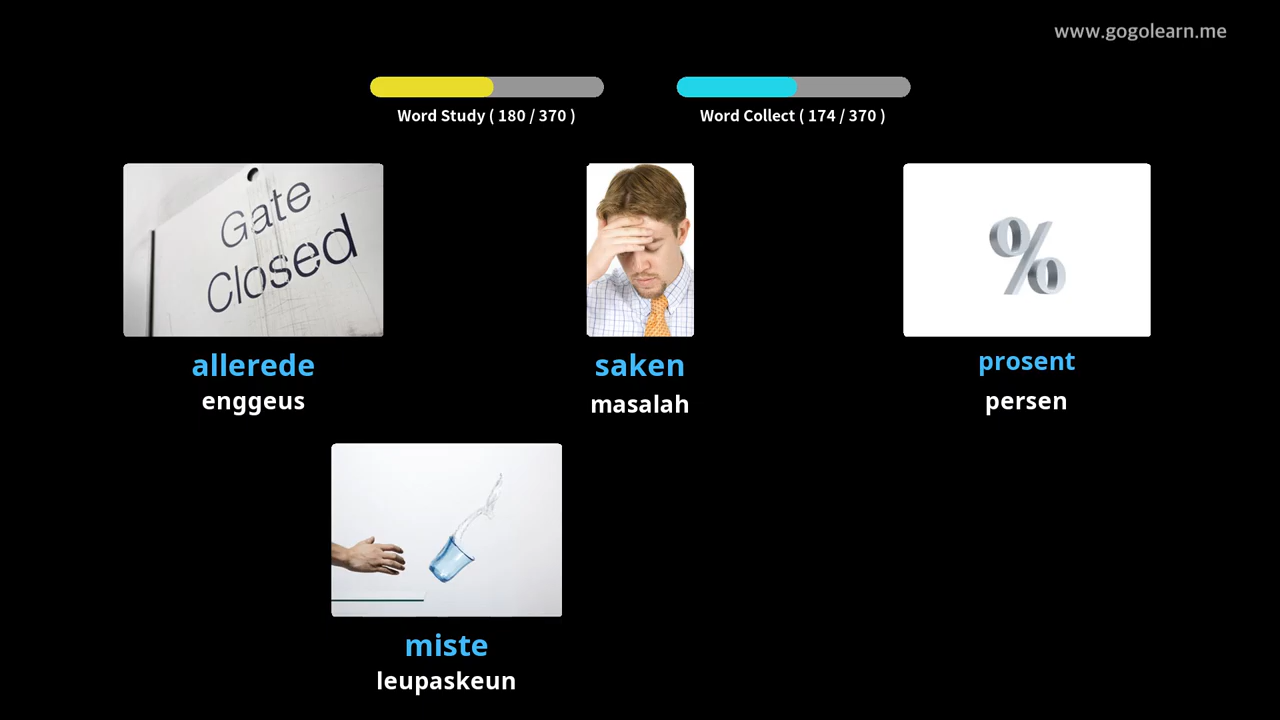 www.gogolearn.me
Word Study ( 180 / 370 )
Word Collect ( 174 / 370 )
Gate
Closed
%
allerede
enggeus
saken
masalah
prosent
persen
miste
leupaskeun